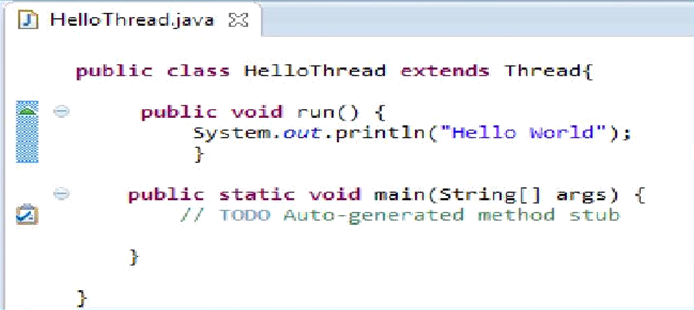 HelloThread.java
public class HelloThread extends Thread{
public void run() {
System.out.println("Hello World");
}
public static void main(String[] args) {
// TODO Auto-generated method stub
}
}